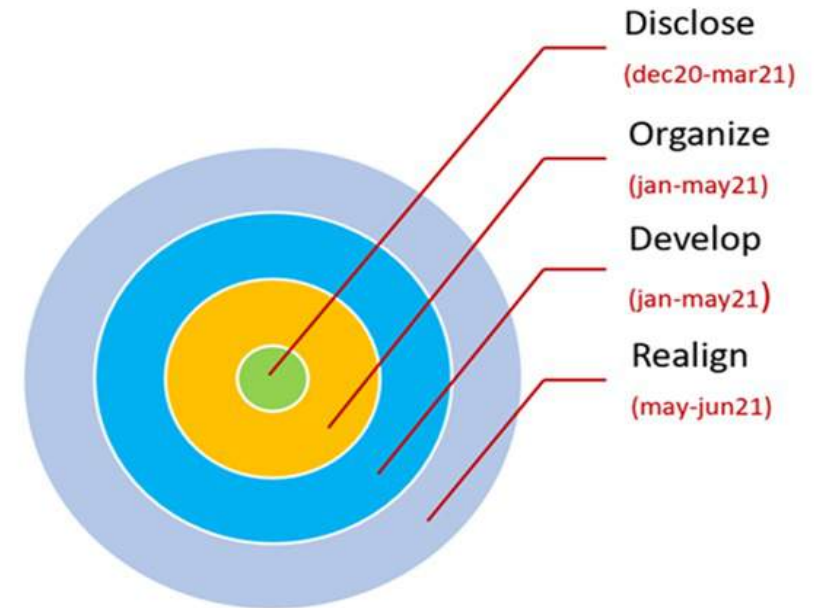 Disclose
(dec20-mar21)
Organize
(jan-may21)
Develop
(jan-may21)
Realign
(may-jun21)